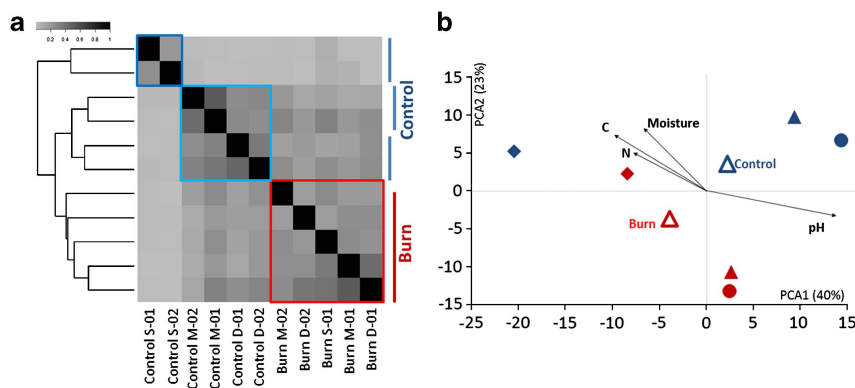 a
0.2 0.4 0.6 0.8 1
Control
Burn
Control S-01
Control S-02
Control M-02
Control M-01
Control D-01
Control D-02
Burn M-02
Burn D-02
Burn S-01
Burn M-01
Burn D-01
b
PCA2 (23%)
15
10
5
0
-5
-10
-15
C
Moisture
N
Control
Burn
pH
PCA1 (40%)
-25 -20 -15 -10 -5 0 5 10 15